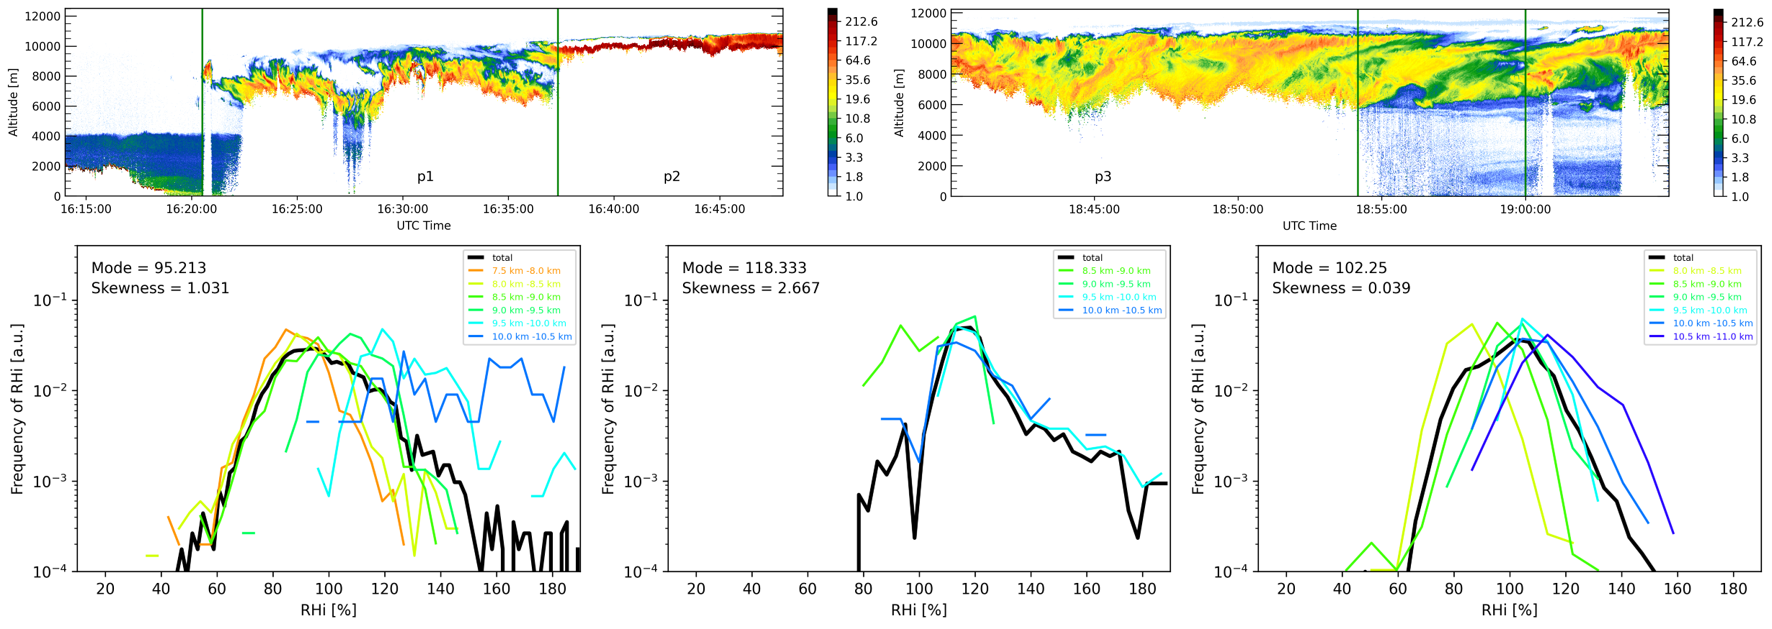 12000
10000
8000
6000
4000
2000
0
Altitude [m]
p1
p2
16:15:00
16:20:00
16:25:00
16:30:00
16:35:00
16:40:00
16:45:00
UTC Time
212.6
117.2
64.6
35.6
19.6
10.8
6.0
3.3
1.8
1.0
12000
10000
8000
6000
4000
2000
0
Altitude [m]
p3
18:45:00
18:50:00
18:55:00
19:00:00
UTC Time
212.6
117.2
64.6
35.6
19.6
10.8
6.0
3.3
1.8
1.0
Mode = 95.213
Skewness = 1.031
total
7.5 km -8.0 km
8.0 km -8.5 km
8.5 km -9.0 km
9.0 km -9.5 km
9.5 km -10.0 km
10.0 km -10.5 km
10⁻¹
10⁻²
10⁻³
10⁻⁴
Frequency of RHi [a.u.]
20
40
60
80
100
120
140
160
180
RHi [%]
Mode = 118.333
Skewness = 2.667
total
8.5 km -9.0 km
9.0 km -9.5 km
9.5 km -10.0 km
10.0 km -10.5 km
10⁻¹
10⁻²
10⁻³
10⁻⁴
Frequency of RHi [a.u.]
20
40
60
80
100
120
140
160
180
RHi [%]
Mode = 102.25
Skewness = 0.039
total
8.0 km -8.5 km
8.5 km -9.0 km
9.0 km -9.5 km
9.5 km -10.0 km
10.0 km -10.5 km
10.5 km -11.0 km
10⁻¹
10⁻²
10⁻³
10⁻⁴
Frequency of RHi [a.u.]
20
40
60
80
100
120
140
160
180
RHi [%]